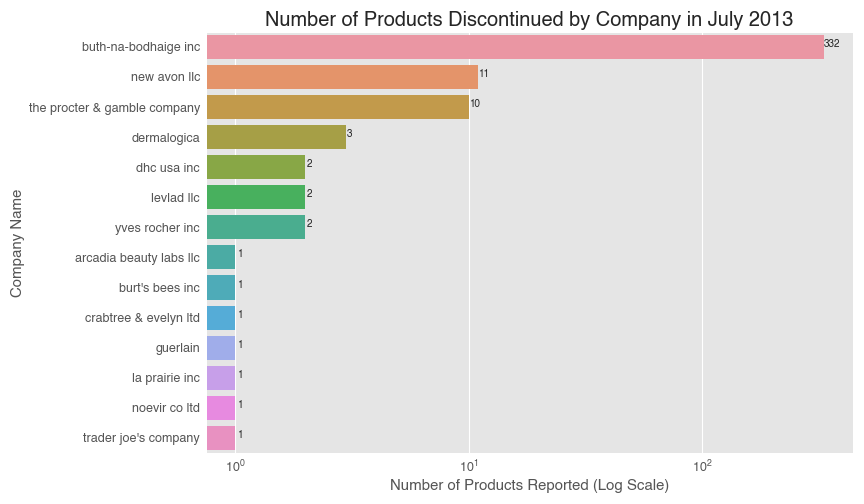 Number of Products Discontinued by Company in July 2013
buth-na-bodhaige inc 332
new avon llc 11
the procter & gamble company 10
dermalogica 3
dhc usa inc 2
levlad llc 2
yves rocher inc 2
arcadia beauty labs llc 1
burt's bees inc 1
crabtree & evelyn ltd 1
guerlain 1
la prairie inc 1
noevir co ltd 1
trader joe's company 1
Company Name
10⁰ 10¹ 10²
Number of Products Reported (Log Scale)